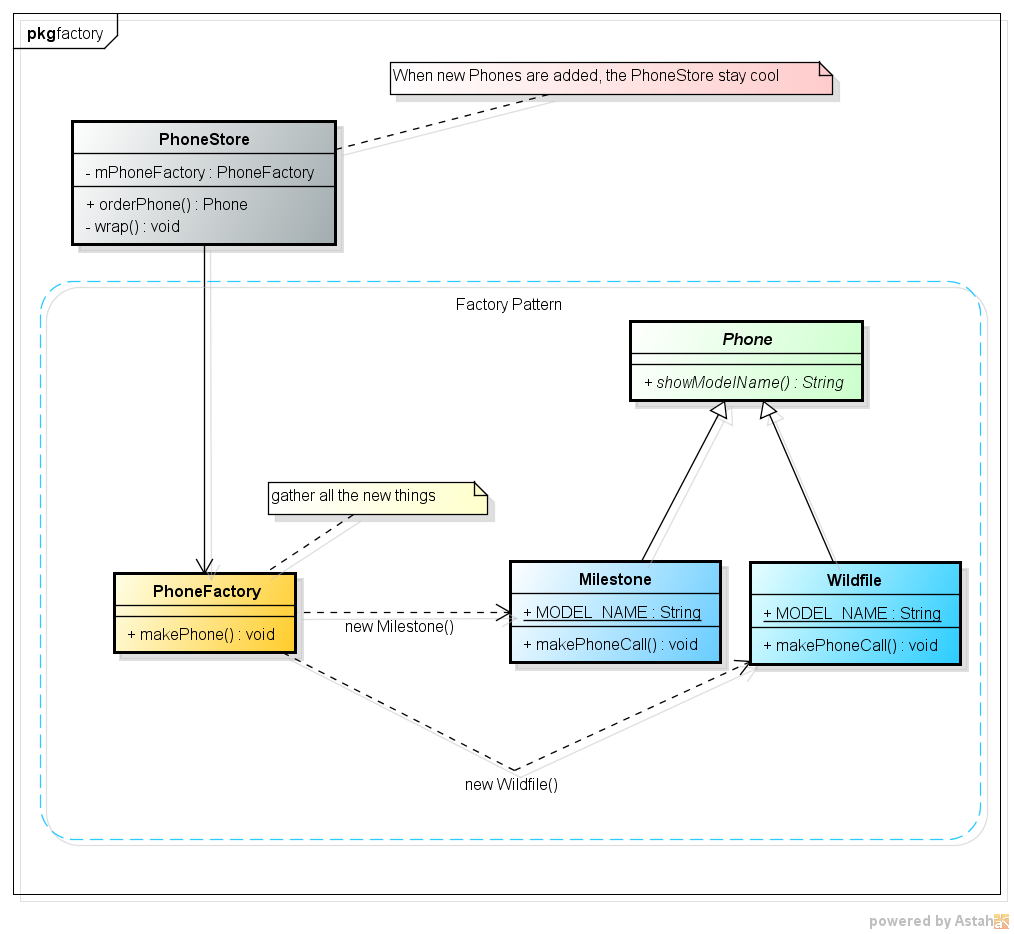 pkg factory
When new Phones are added, the PhoneStore stay cool
PhoneStore
- mPhoneFactory : PhoneFactory
+ orderPhone() : Phone
- wrap() : void
Factory Pattern
Phone
+ showModelName() : String
gather all the new things
PhoneFactory
+ makePhone() : void
new Milestone()
Milestone
+ MODEL_NAME : String
+ makePhoneCall() : void
Wildfile
+ MODEL_NAME : String
+ makePhoneCall() : void
new Wildfile()
powered by Astah